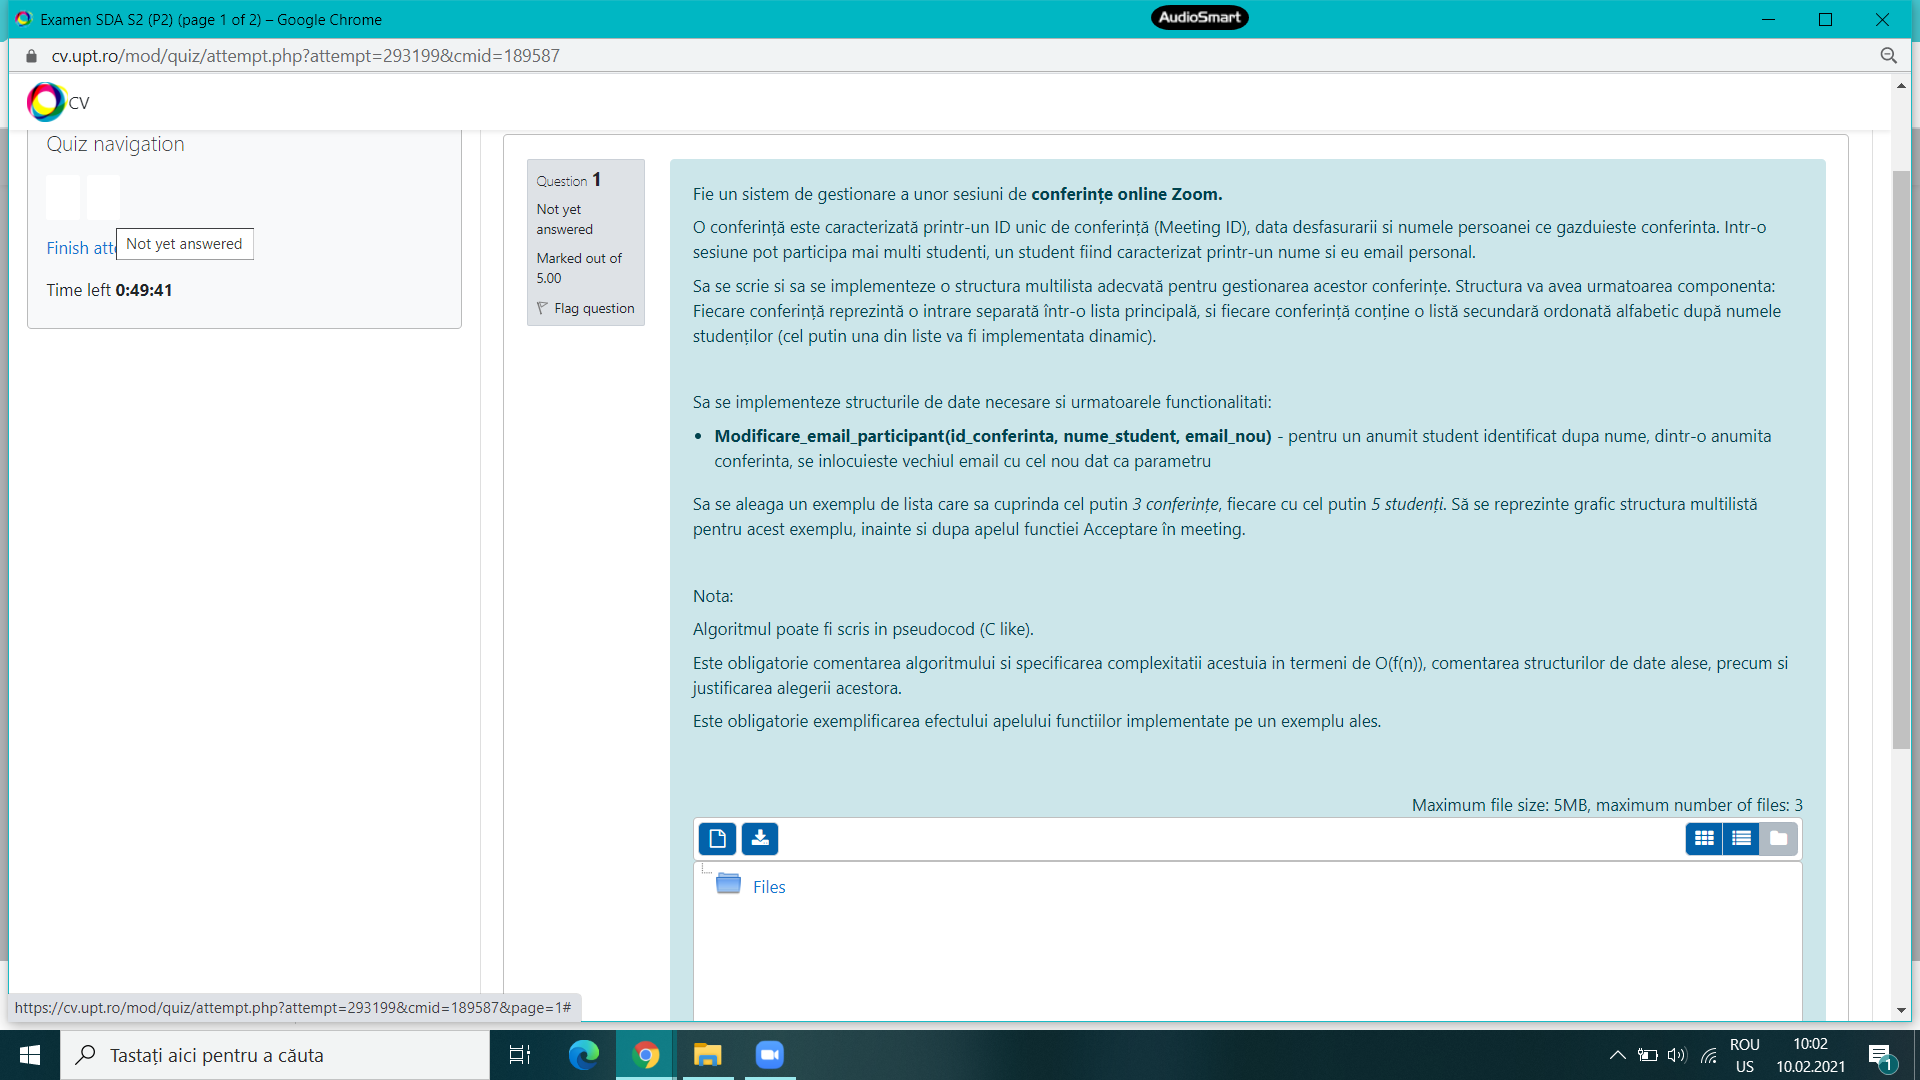 Examen SDA S2 (P2) (page 1 of 2) – Google Chrome
AudioSmart
cv.upt.ro/mod/quiz/attempt.php?attempt=293199&cmid=189587
CV
Quiz navigation
Finish atte
Not yet answered
Time left 0:49:41
Question 1
Not yet
answered
Marked out of
5.00
Flag question
Fie un sistem de gestionare a unor sesiuni de conferințe online Zoom.
O conferință este caracterizată printr-un ID unic de conferință (Meeting ID), data desfasurarii si numele persoanei ce gazduieste conferinta. Intr-o
sesiune pot participa mai multi studenti, un student fiind caracterizat printr-un nume si eu email personal.
Sa se scrie si sa se implementeze o structura multilista adecvată pentru gestionarea acestor conferințe. Structura va avea urmatoarea componenta:
Fiecare conferință reprezintă o intrare separată într-o lista principală, si fiecare conferință conține o listă secundară ordonată alfabetic după numele
studenților (cel putin una din liste va fi implementata dinamic).
Sa se implementeze structurile de date necesare si urmatoarele functionalitati:
• Modificare_email_participant(id_conferinta, nume_student, email_nou) - pentru un anumit student identificat dupa nume, dintr-o anumita
conferinta, se inlocuieste vechiul email cu cel nou dat ca parametru
Sa se aleaga un exemplu de lista care sa cuprinda cel putin 3 conferințe, fiecare cu cel putin 5 studenți. Să se reprezinte grafic structura multilistă
pentru acest exemplu, inainte si dupa apelul functiei Acceptare în meeting.
Nota:
Algoritmul poate fi scris in pseudocod (C like).
Este obligatorie comentarea algoritmului si specificarea complexitatii acestuia in termeni de O(f(n)), comentarea structurilor de date alese, precum si
justificarea alegerii acestora.
Este obligatorie exemplificarea efectului apelului functiilor implementate pe un exemplu ales.
Maximum file size: 5MB, maximum number of files: 3
Files
https://cv.upt.ro/mod/quiz/attempt.php?attempt=293199&cmid=189587&page=1#
Tastați aici pentru a căuta
ROU
US
10:02
10.02.2021
1